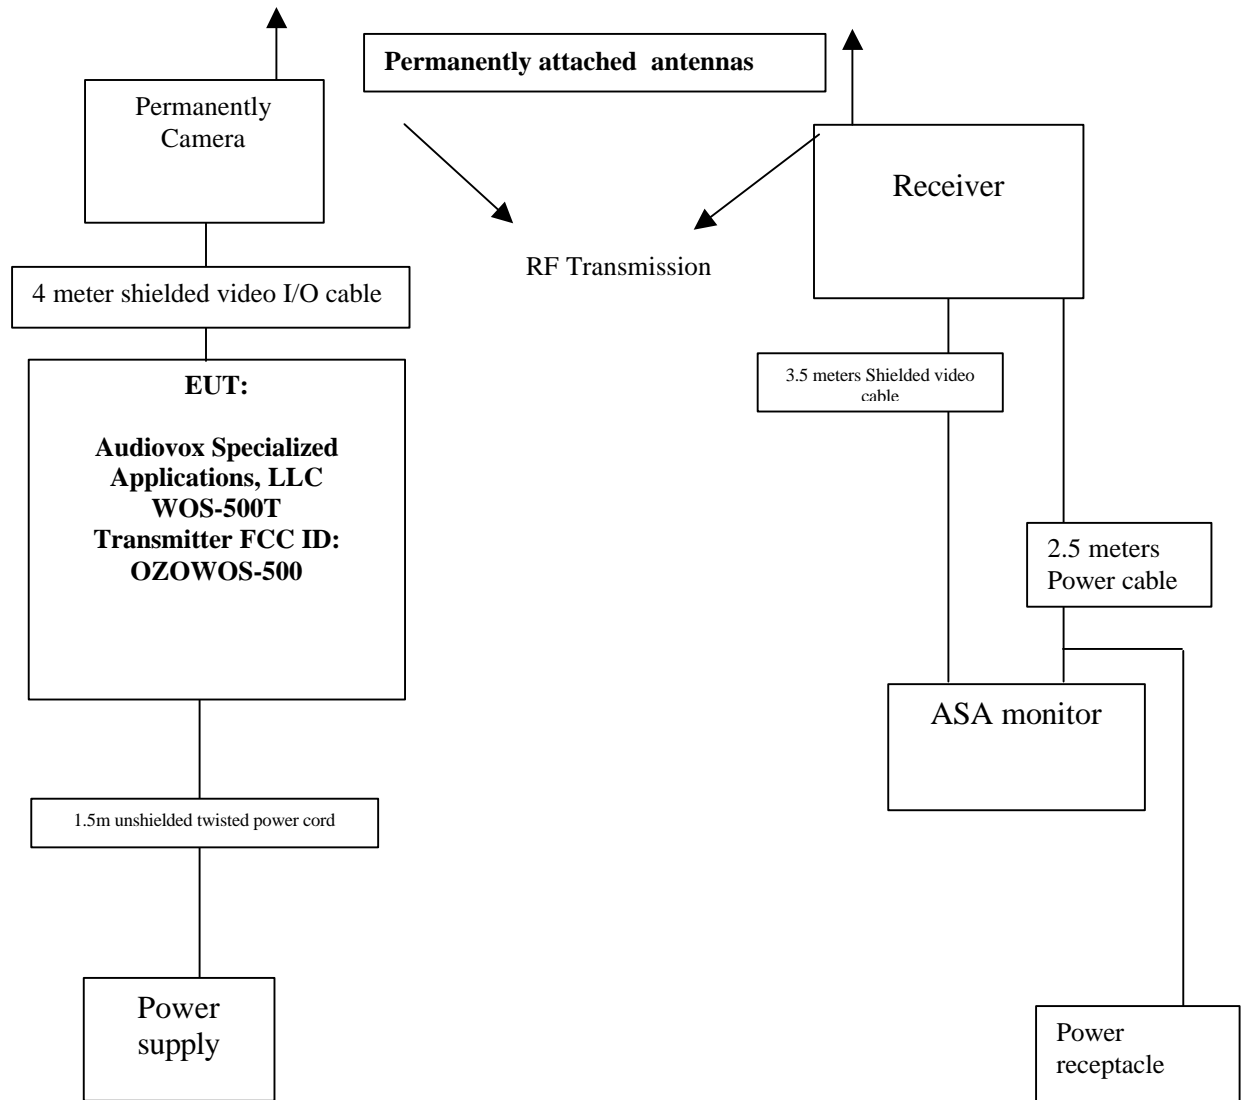 Permanently attached antennas
Permanently
Camera
Receiver
RF Transmission
4 meter shielded video I/O cable
3.5 meters Shielded video
cable
EUT:
Audiovox Specialized
Applications, LLC
WOS-500T
Transmitter FCC ID:
OZOWOS-500
2.5 meters
Power cable
ASA monitor
1.5m unshielded twisted power cord
Power
supply
Power
receptacle